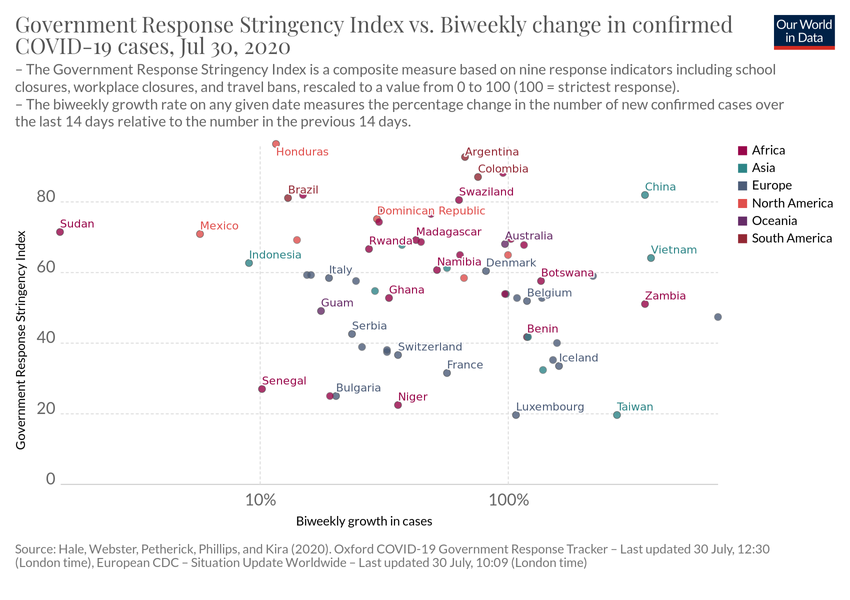 Government Response Stringency Index vs. Biweekly change in confirmed
COVID-19 cases, Jul 30, 2020
Our World
in Data
– The Government Response Stringency Index is a composite measure based on nine response indicators including school
closures, workplace closures, and travel bans, rescaled to a value from 0 to 100 (100 = strictest response).
– The biweekly growth rate on any given date measures the percentage change in the number of new confirmed cases over
the last 14 days relative to the number in the previous 14 days.
Honduras
Argentina
Colombia
Brazil
Swaziland
China
80
Dominican Republic
Sudan
Mexico
Rwanda
Madagascar
Australia
Indonesia
Namibia
Denmark
Vietnam
60
Italy
Botswana
Ghana
Belgium
Zambia
Guam
Serbia
Benin
40
Switzerland
Iceland
France
Senegal
Bulgaria
Niger
Luxembourg
Taiwan
20
0
10%
100%
Government Response Stringency Index
Biweekly growth in cases
Africa
Asia
Europe
North America
Oceania
South America
Source: Hale, Webster, Petherick, Phillips, and Kira (2020). Oxford COVID-19 Government Response Tracker – Last updated 30 July, 12:30
(London time), European CDC – Situation Update Worldwide – Last updated 30 July, 10:09 (London time)